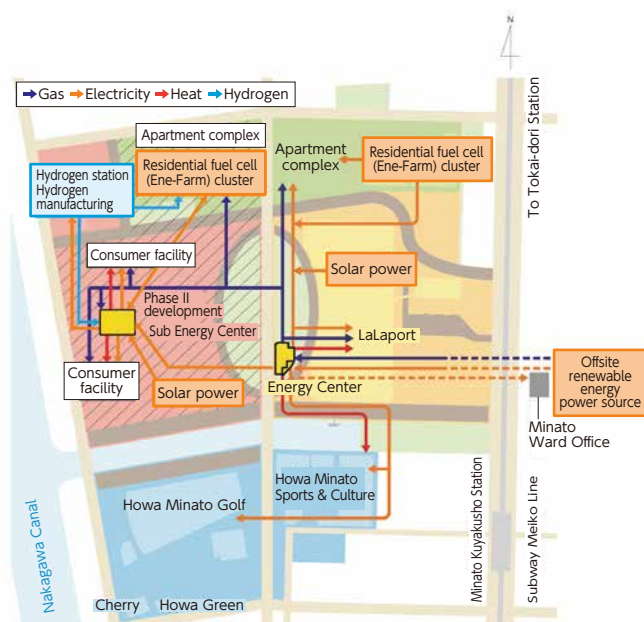 N
Gas
Electricity
Heat
Hydrogen
To Tokai-dori Station
Apartment complex
Residential fuel cell
(Ene-Farm) cluster
Apartment
complex
Residential fuel cell
(Ene-Farm) cluster
Hydrogen station
Hydrogen
manufacturing
Consumer facility
Solar power
Phase II
development
Sub Energy Center
LaLaport
Consumer
facility
Solar power
Energy Center
Offsite
renewable
energy
power source
Minato
Ward Office
Howa Minato
Sports & Culture
Howa Minato Golf
Nakagawa Canal
Minato Kuyakusho Station
Subway Meiko Line
Cherry
Howa Green